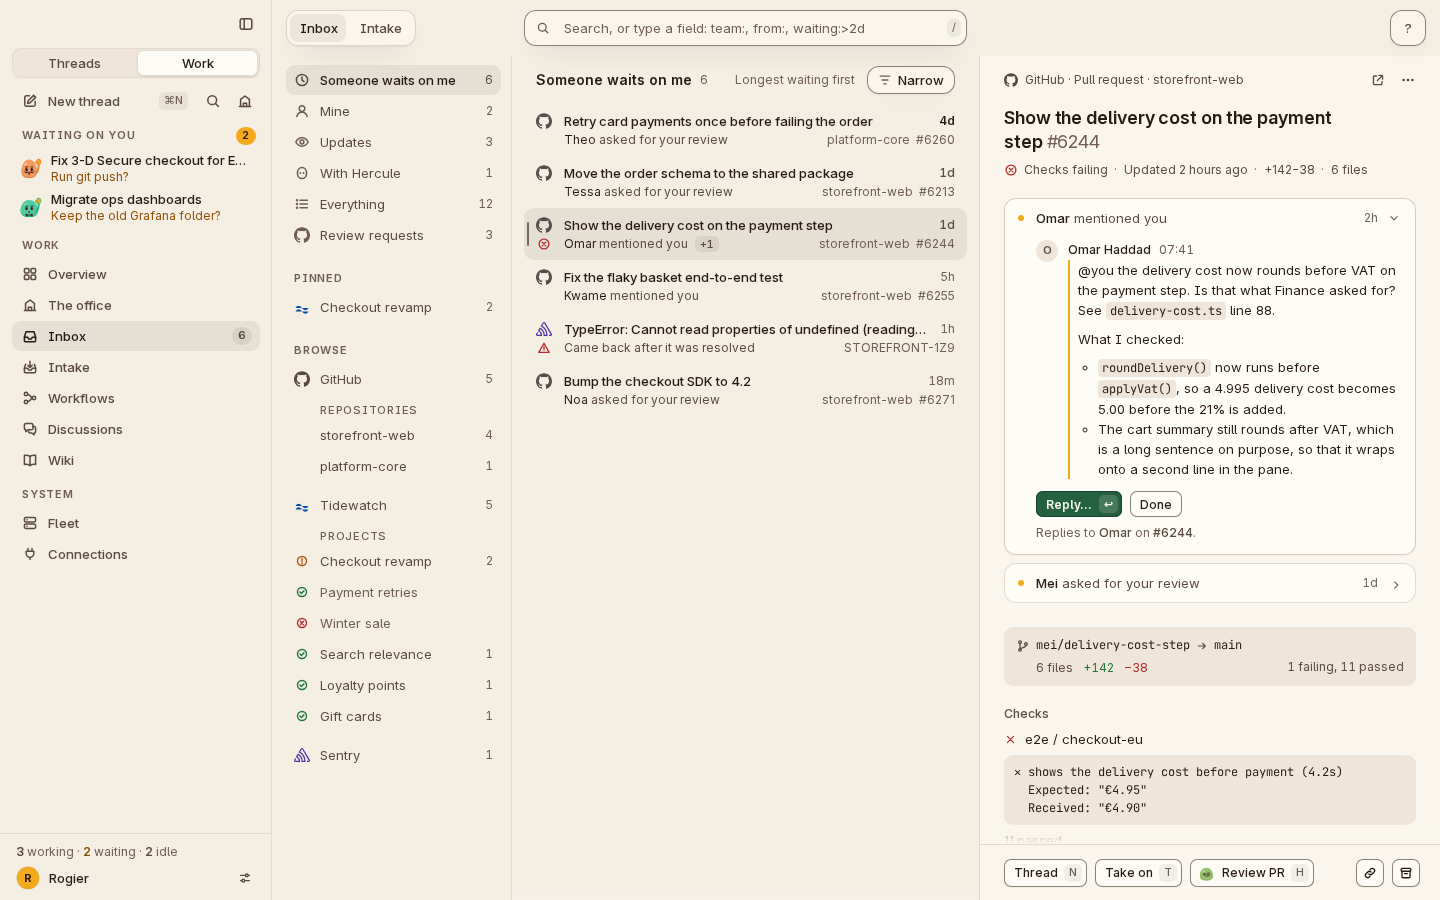 Threads
Work
New thread
⌘N
WAITING ON YOU
2
Fix 3-D Secure checkout for E…
Run git push?
Migrate ops dashboards
Keep the old Grafana folder?
WORK
Overview
The office
Inbox
6
Intake
Workflows
Discussions
Wiki
SYSTEM
Fleet
Connections
3 working · 2 waiting · 2 idle
R
Rogier
Inbox
Intake
Someone waits on me 6
Mine 2
Updates 3
With Hercule 1
Everything 12
Review requests 3
PINNED
Checkout revamp 2
BROWSE
GitHub 5
REPOSITORIES
storefront-web 4
platform-core 1
Tidewatch 5
PROJECTS
Checkout revamp 2
Payment retries
Winter sale
Search relevance 1
Loyalty points 1
Gift cards 1
Sentry 1
Search, or type a field: team:, from:, waiting:>2d
/
?
Someone waits on me 6
Longest waiting first
Narrow
Retry card payments once before failing the order 4d
Theo asked for your review platform-core #6260
Move the order schema to the shared package 1d
Tessa asked for your review storefront-web #6213
Show the delivery cost on the payment step 1d
Omar mentioned you +1 storefront-web #6244
Fix the flaky basket end-to-end test 5h
Kwame mentioned you storefront-web #6255
TypeError: Cannot read properties of undefined (reading… 1h
Came back after it was resolved STOREFRONT-1Z9
Bump the checkout SDK to 4.2 18m
Noa asked for your review storefront-web #6271
GitHub · Pull request · storefront-web
Show the delivery cost on the payment
step #6244
Checks failing · Updated 2 hours ago · +142−38 · 6 files
Omar mentioned you 2h
O
Omar Haddad 07:41
@you the delivery cost now rounds before VAT on
the payment step. Is that what Finance asked for?
See delivery-cost.ts line 88.
What I checked:
roundDelivery() now runs before
applyVat(), so a 4.995 delivery cost becomes
5.00 before the 21% is added.
The cart summary still rounds after VAT, which
is a long sentence on purpose, so that it wraps
onto a second line in the pane.
Reply… ↩
Done
Replies to Omar on #6244.
Mei asked for your review 1d
mei/delivery-cost-step → main
6 files +142 −38 1 failing, 11 passed
Checks
e2e / checkout-eu
× shows the delivery cost before payment (4.2s)
Expected: "€4.95"
Received: "€4.90"
11 passed
Thread N
Take on T
Review PR H